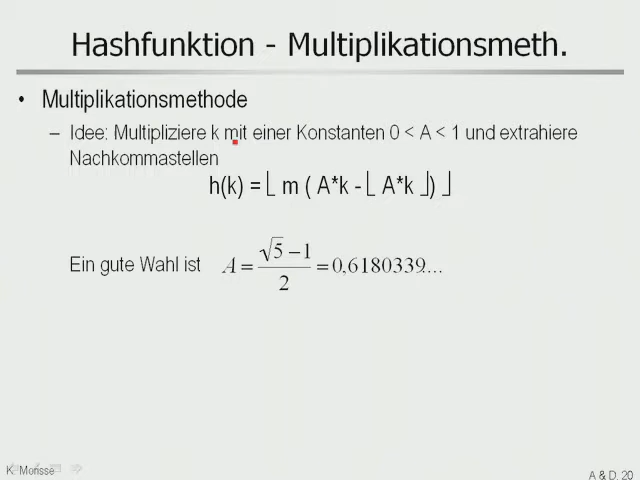 Hashfunktion - Multiplikationsmeth.
• Multiplikationsmethode
– Idee: Multipliziere k mit einer Konstanten 0 < A < 1 und extrahiere
Nachkommastellen
h(k) = ⌊ m ( A*k - ⌊ A*k ⌋) ⌋
Ein gute Wahl ist A = (√5 − 1) / 2 = 0,6180339...
K. Morisse
A & D. 20